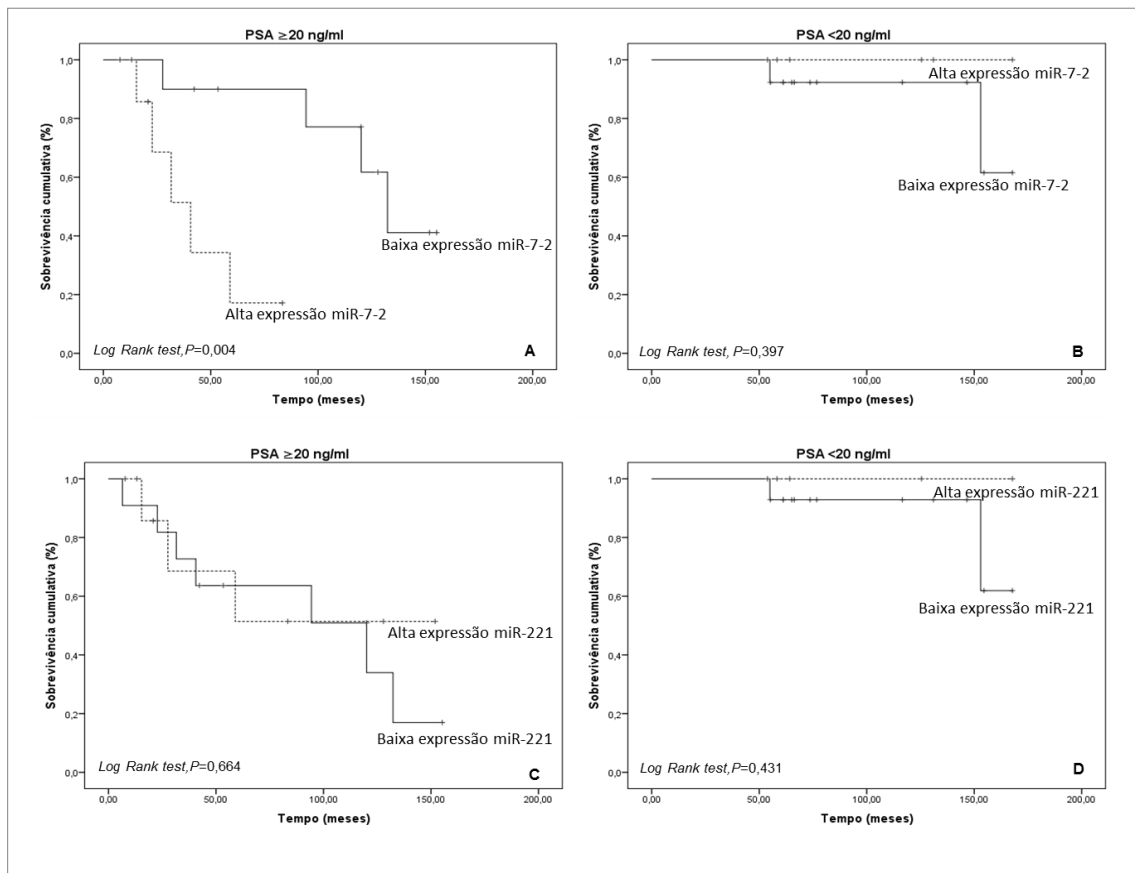 PSA ≥20 ng/ml
Sobrevivência cumulativa (%)
1,0
0,8
0,6
0,4
0,2
0,0
Baixa expressão miR-7-2
Alta expressão miR-7-2
Log Rank test,P=0,004
A
0,00 50,00 100,00 150,00 200,00
Tempo (meses)
PSA <20 ng/ml
Sobrevivência cumulativa (%)
1,0
0,8
0,6
0,4
0,2
0,0
Alta expressão miR-7-2
Baixa expressão miR-7-2
Log Rank test, P=0,397
B
0,00 50,00 100,00 150,00 200,00
Tempo (meses)
PSA ≥20 ng/ml
Sobrevivência cumulativa (%)
1,0
0,8
0,6
0,4
0,2
0,0
Alta expressão miR-221
Baixa expressão miR-221
Log Rank test,P=0,664
C
0,00 50,00 100,00 150,00 200,00
Tempo (meses)
PSA <20 ng/ml
Sobrevivência cumulativa (%)
1,0
0,8
0,6
0,4
0,2
0,0
Alta expressão miR-221
Baixa expressão miR-221
Log Rank test,P=0,431
D
0,00 50,00 100,00 150,00 200,00
Tempo (meses)